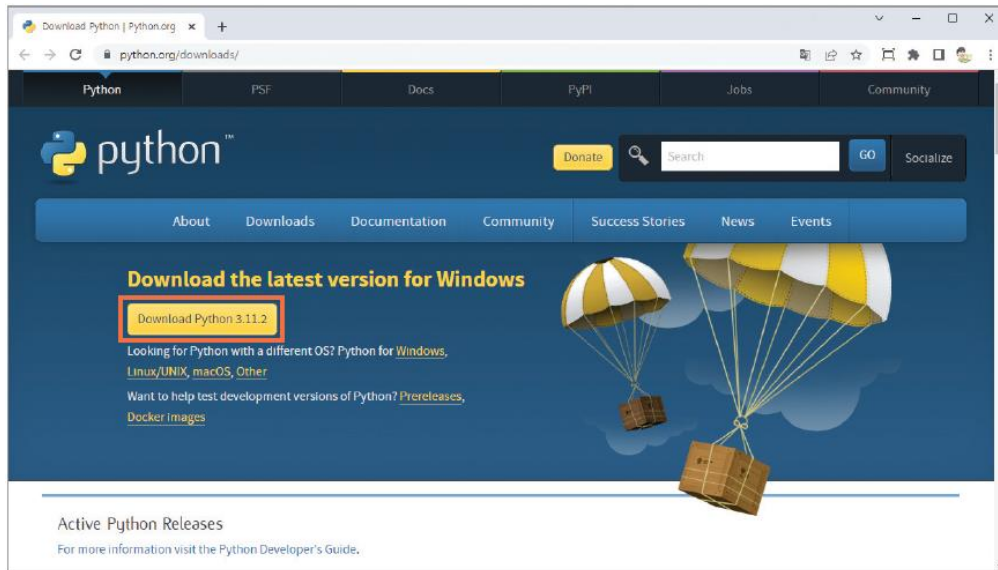 Download Python | Python.org
python.org/downloads/
Python PSF Docs PyPI Jobs Community
python™
Donate Search GO Socialize
About Downloads Documentation Community Success Stories News Events
Download the latest version for Windows
Download Python 3.11.2
Looking for Python with a different OS? Python for Windows,
Linux/UNIX, macOS, Other
Want to help test development versions of Python? Prereleases,
Docker images
Active Python Releases
For more information visit the Python Developer's Guide.